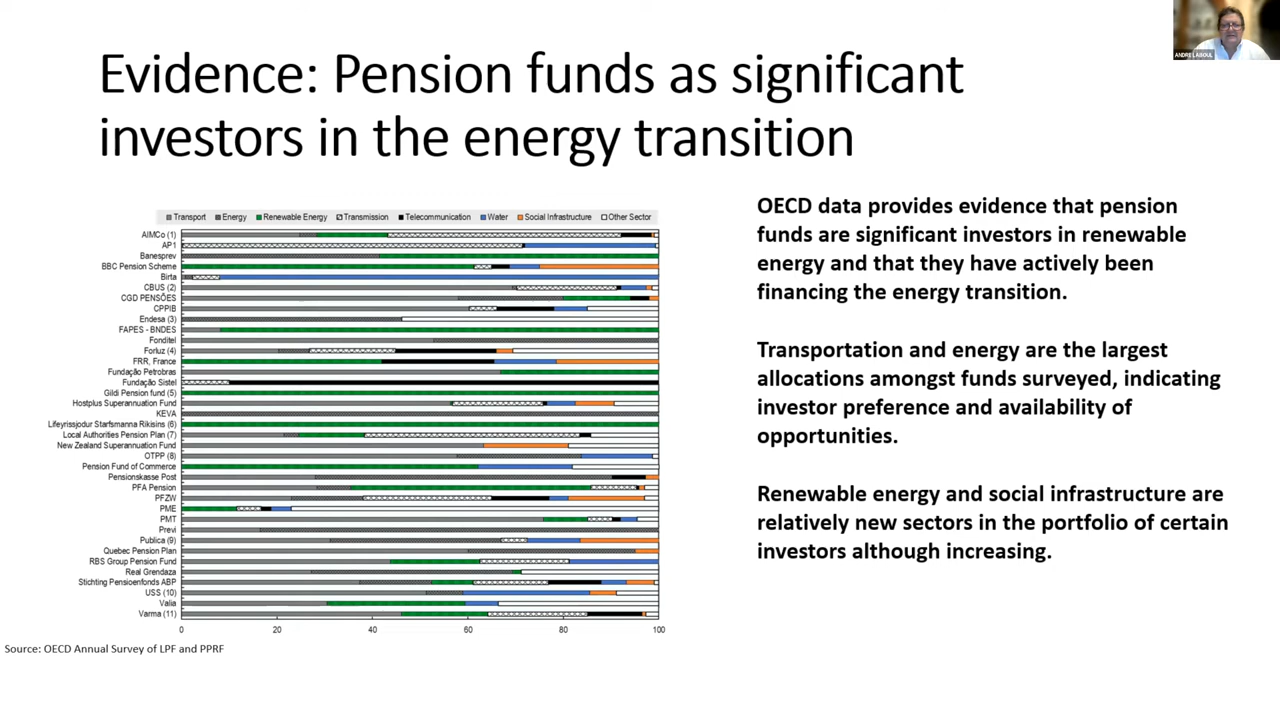 ANDRE LABOUL
Evidence: Pension funds as significant
investors in the energy transition
Transport Energy Renewable Energy Transmission Telecommunication Water Social Infrastructure Other Sector
AIMCo (1)
AP1
Banesprev
BBC Pension Scheme
Birta
CBUS (2)
CGD PENSÕES
CPPIB
Endesa (3)
FAPES - BNDES
Fonditel
Forluz (4)
FRR, France
Fundação Petrobras
Fundação Sistel
Gildi Pension fund (5)
Hostplus Superannuation Fund
KEVA
Lifeyrissjodur Starfsmanna Rikisins (6)
Local Authorities Pension Plan (7)
New Zealand Superannuation Fund
OTPP (8)
Pension Fund of Commerce
Pensionskasse Post
PFA Pension
PFZW
PME
PMT
Previ
Publica (9)
Quebec Pension Plan
RBS Group Pension Fund
Real Grendaza
Stichting Pensioenfonds ABP
USS (10)
Valia
Varma (11)
0 20 40 60 80 100
Source: OECD Annual Survey of LPF and PPRF
OECD data provides evidence that pension
funds are significant investors in renewable
energy and that they have actively been
financing the energy transition.
Transportation and energy are the largest
allocations amongst funds surveyed, indicating
investor preference and availability of
opportunities.
Renewable energy and social infrastructure are
relatively new sectors in the portfolio of certain
investors although increasing.